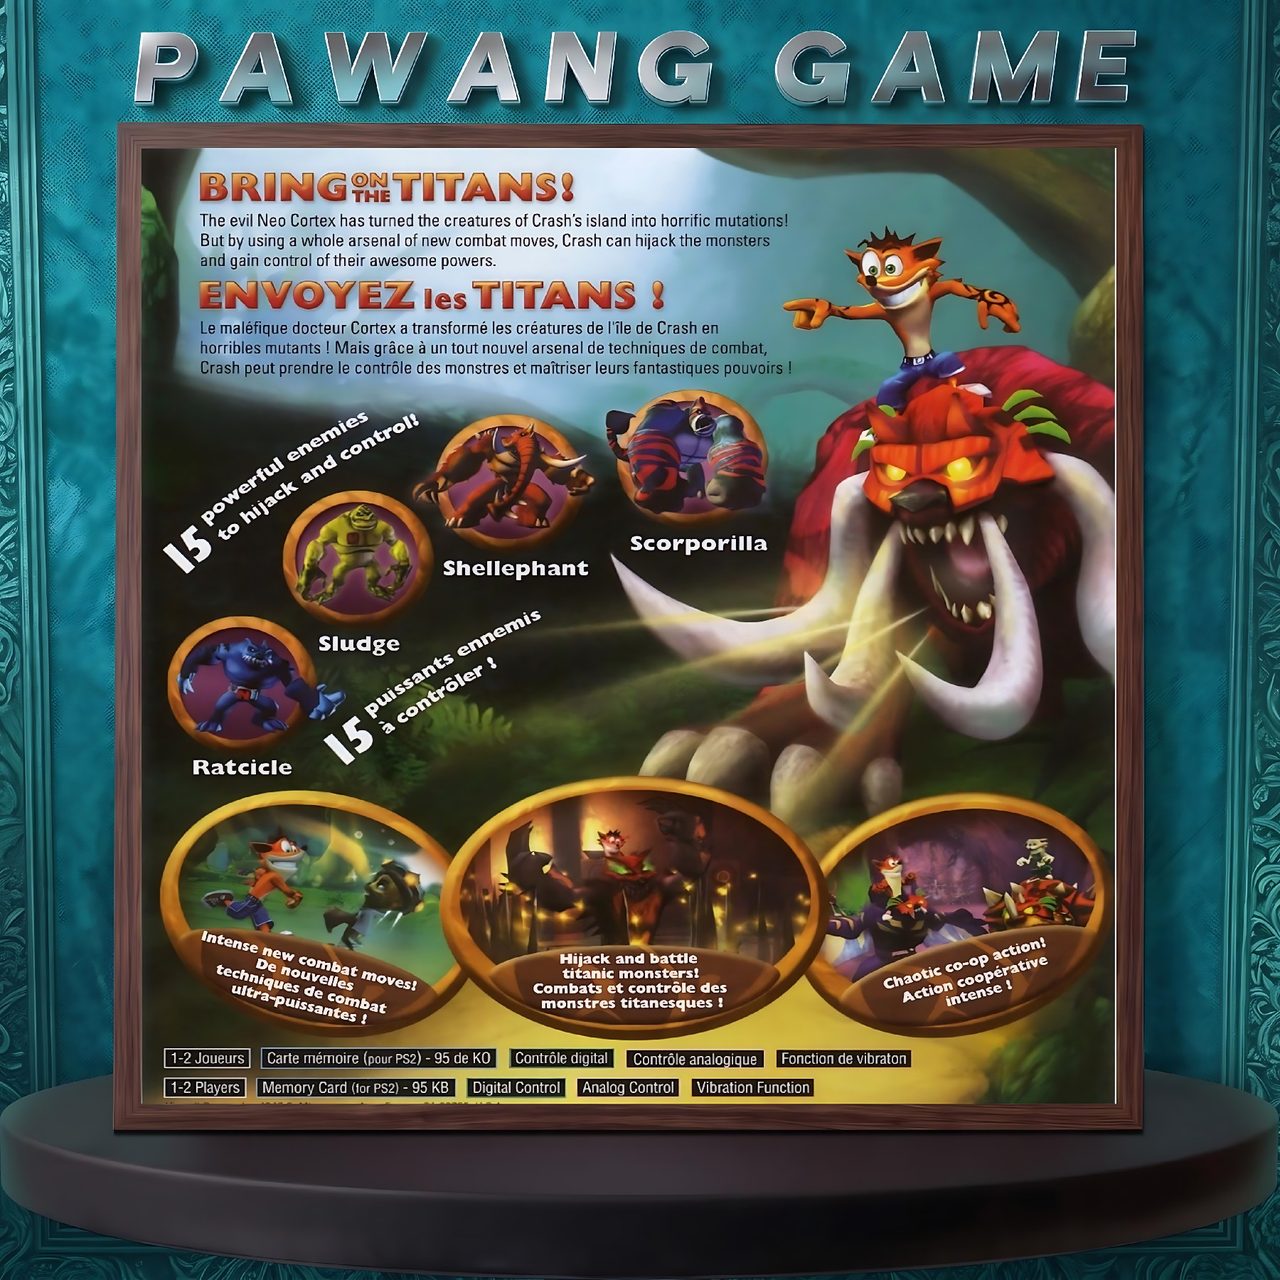 PAWANG GAME
BRING ON THE TITANS!
The evil Neo Cortex has turned the creatures of Crash's island into horrific mutations!
But by using a whole arsenal of new combat moves, Crash can hijack the monsters
and gain control of their awesome powers.
ENVOYEZ les TITANS !
Le maléfique docteur Cortex a transformé les créatures de l'île de Crash en
horribles mutants ! Mais grâce à un tout nouvel arsenal de techniques de combat,
Crash peut prendre le contrôle des monstres et maîtriser leurs fantastiques pouvoirs !
15 powerful enemies
to hijack and control!
Scorporilla
Shellephant
Sludge
Ratcicle
15 puissants ennemis
à contrôler !
Intense new combat moves!
De nouvelles
techniques de combat
ultra-puissantes !
Hijack and battle
titanic monsters!
Combats et contrôle des
monstres titanesques !
Chaotic co-op action!
Action coopérative
intense !
1-2 Joueurs Carte mémoire (pour PS2) - 95 de KO Contrôle digital Contrôle analogique Fonction de vibraton
1-2 Players Memory Card (for PS2) - 95 KB Digital Control Analog Control Vibration Function